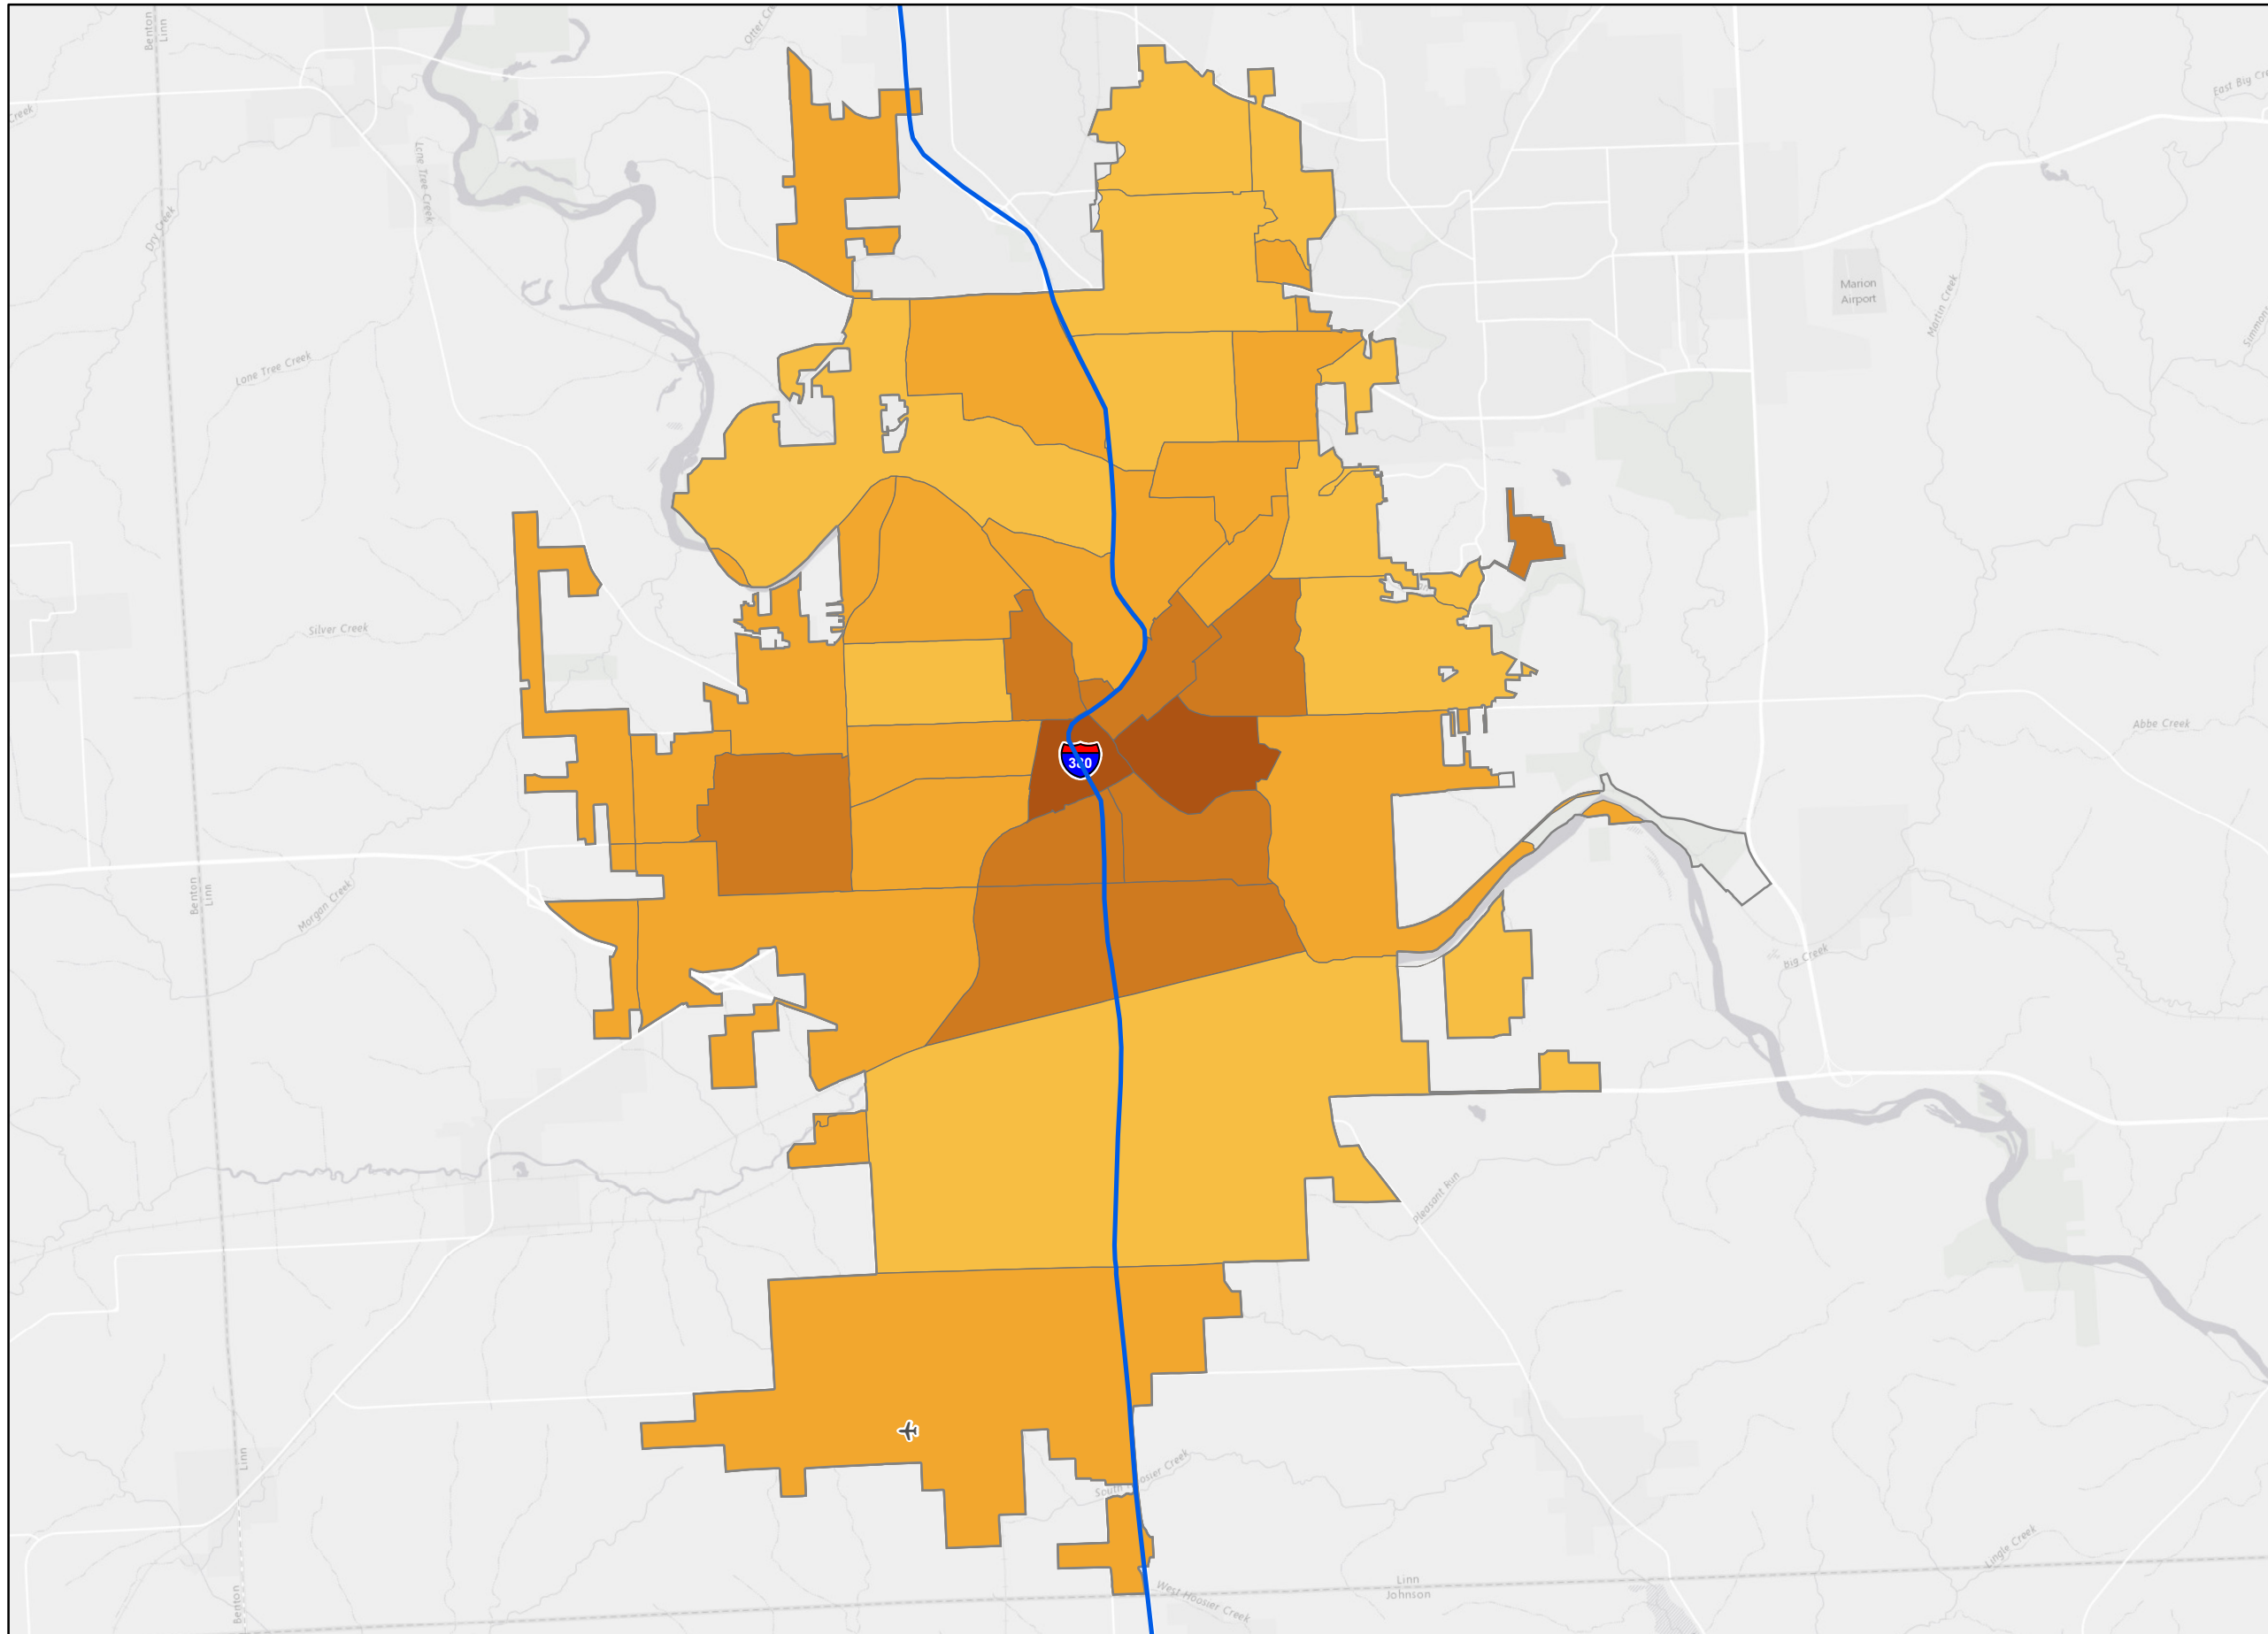 Benton
Linn
Otter Cre
East Big Cre
Creek
Lone Tree Creek
Dry Creek
Marion
Airport
Martin Creek
Simmons
Lone Tree Creek
Silver Creek
Abbe Creek
380
Benton
Linn
Morgan Creek
Big Creek
Pleasant Run
Linn
South Hoosier Creek
Lingle Creek
Benton
West Hoosier Creek
Linn
Johnson